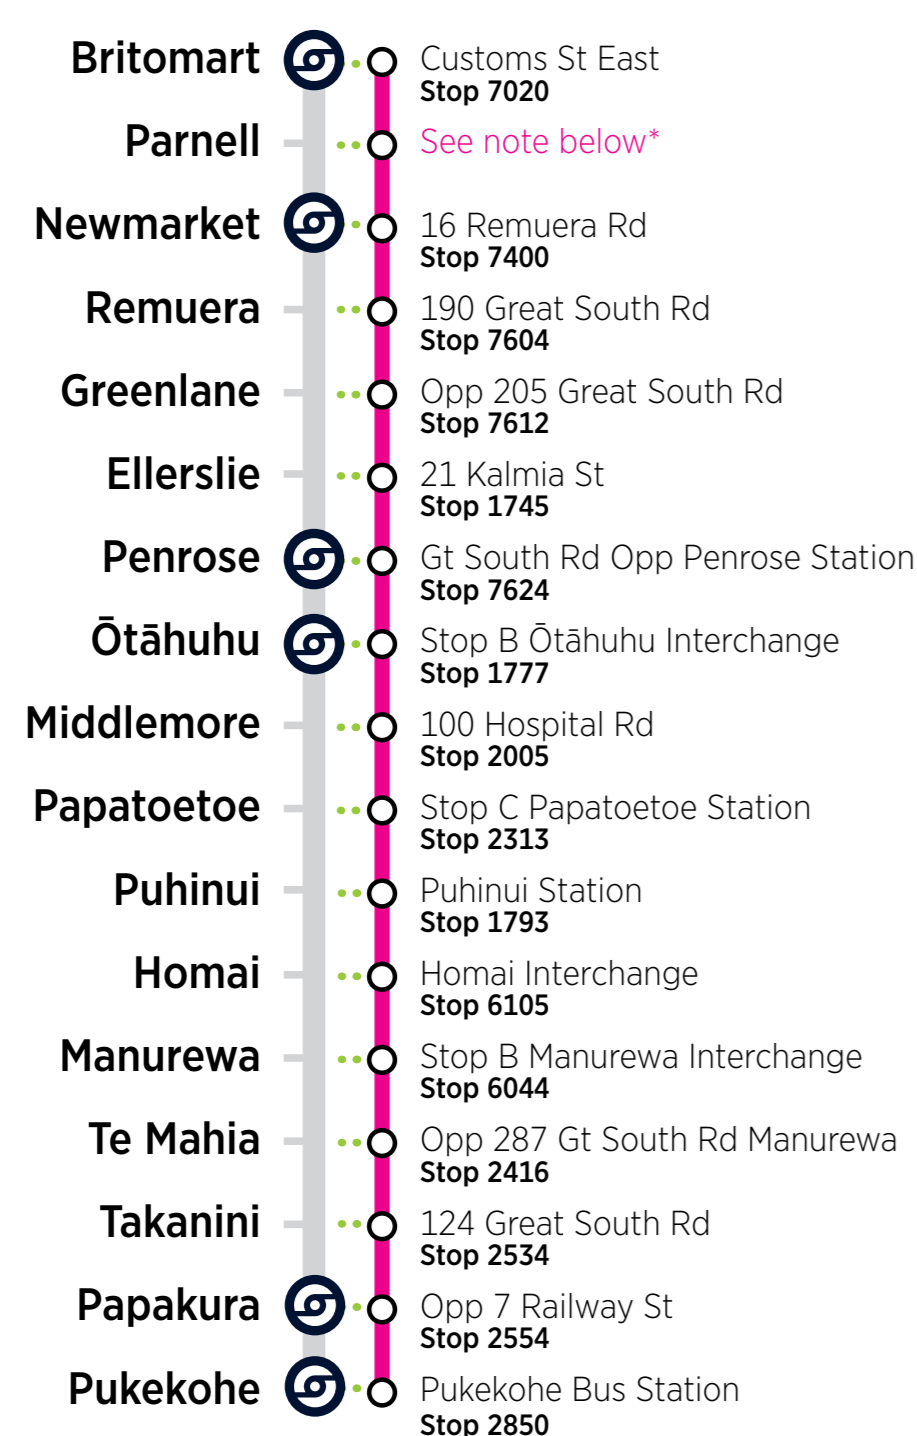 Britomart
Customs St East
Stop 7020
Parnell
See note below*
Newmarket
16 Remuera Rd
Stop 7400
Remuera
190 Great South Rd
Stop 7604
Greenlane
Opp 205 Great South Rd
Stop 7612
Ellerslie
21 Kalmia St
Stop 1745
Penrose
Gt South Rd Opp Penrose Station
Stop 7624
Ōtāhuhu
Stop B Ōtāhuhu Interchange
Stop 1777
Middlemore
100 Hospital Rd
Stop 2005
Papatoetoe
Stop C Papatoetoe Station
Stop 2313
Puhinui
Puhinui Station
Stop 1793
Homai
Homai Interchange
Stop 6105
Manurewa
Stop B Manurewa Interchange
Stop 6044
Te Mahia
Opp 287 Gt South Rd Manurewa
Stop 2416
Takanini
124 Great South Rd
Stop 2534
Papakura
Opp 7 Railway St
Stop 2554
Pukekohe
Pukekohe Bus Station
Stop 2850